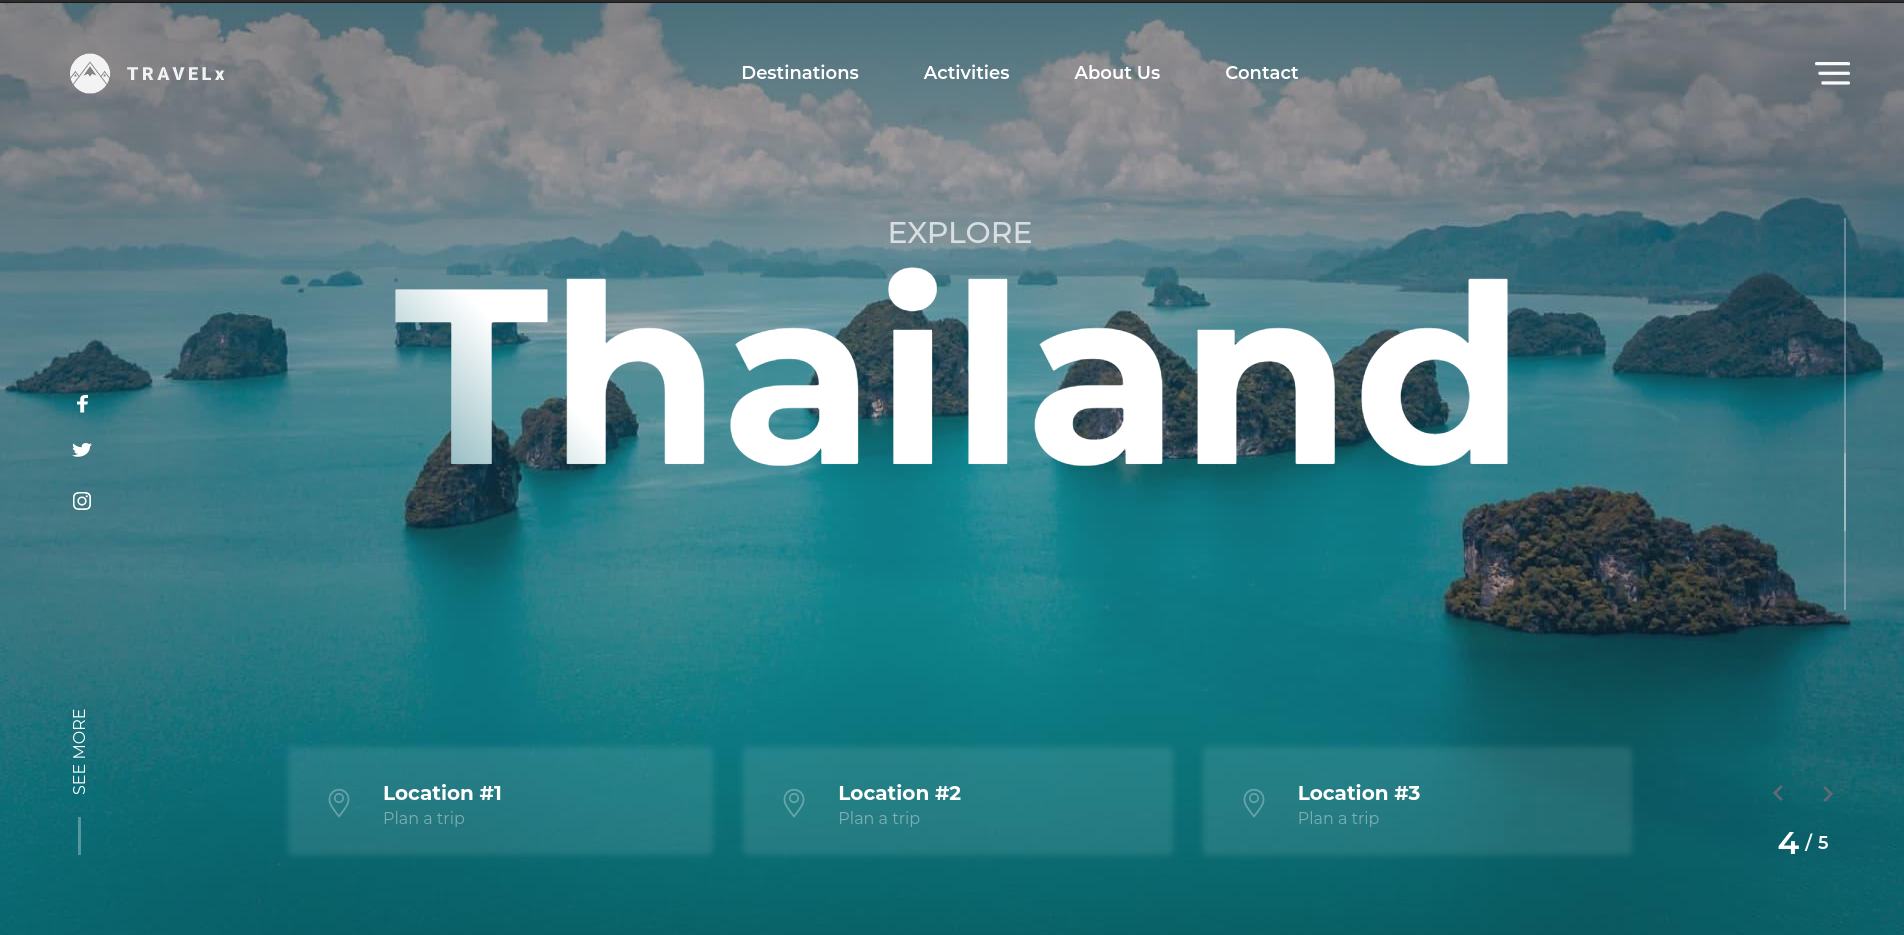 TRAVELx
Destinations
Activities
About Us
Contact
EXPLORE
Thailand
SEE MORE
Location #1
Plan a trip
Location #2
Plan a trip
Location #3
Plan a trip
4 / 5